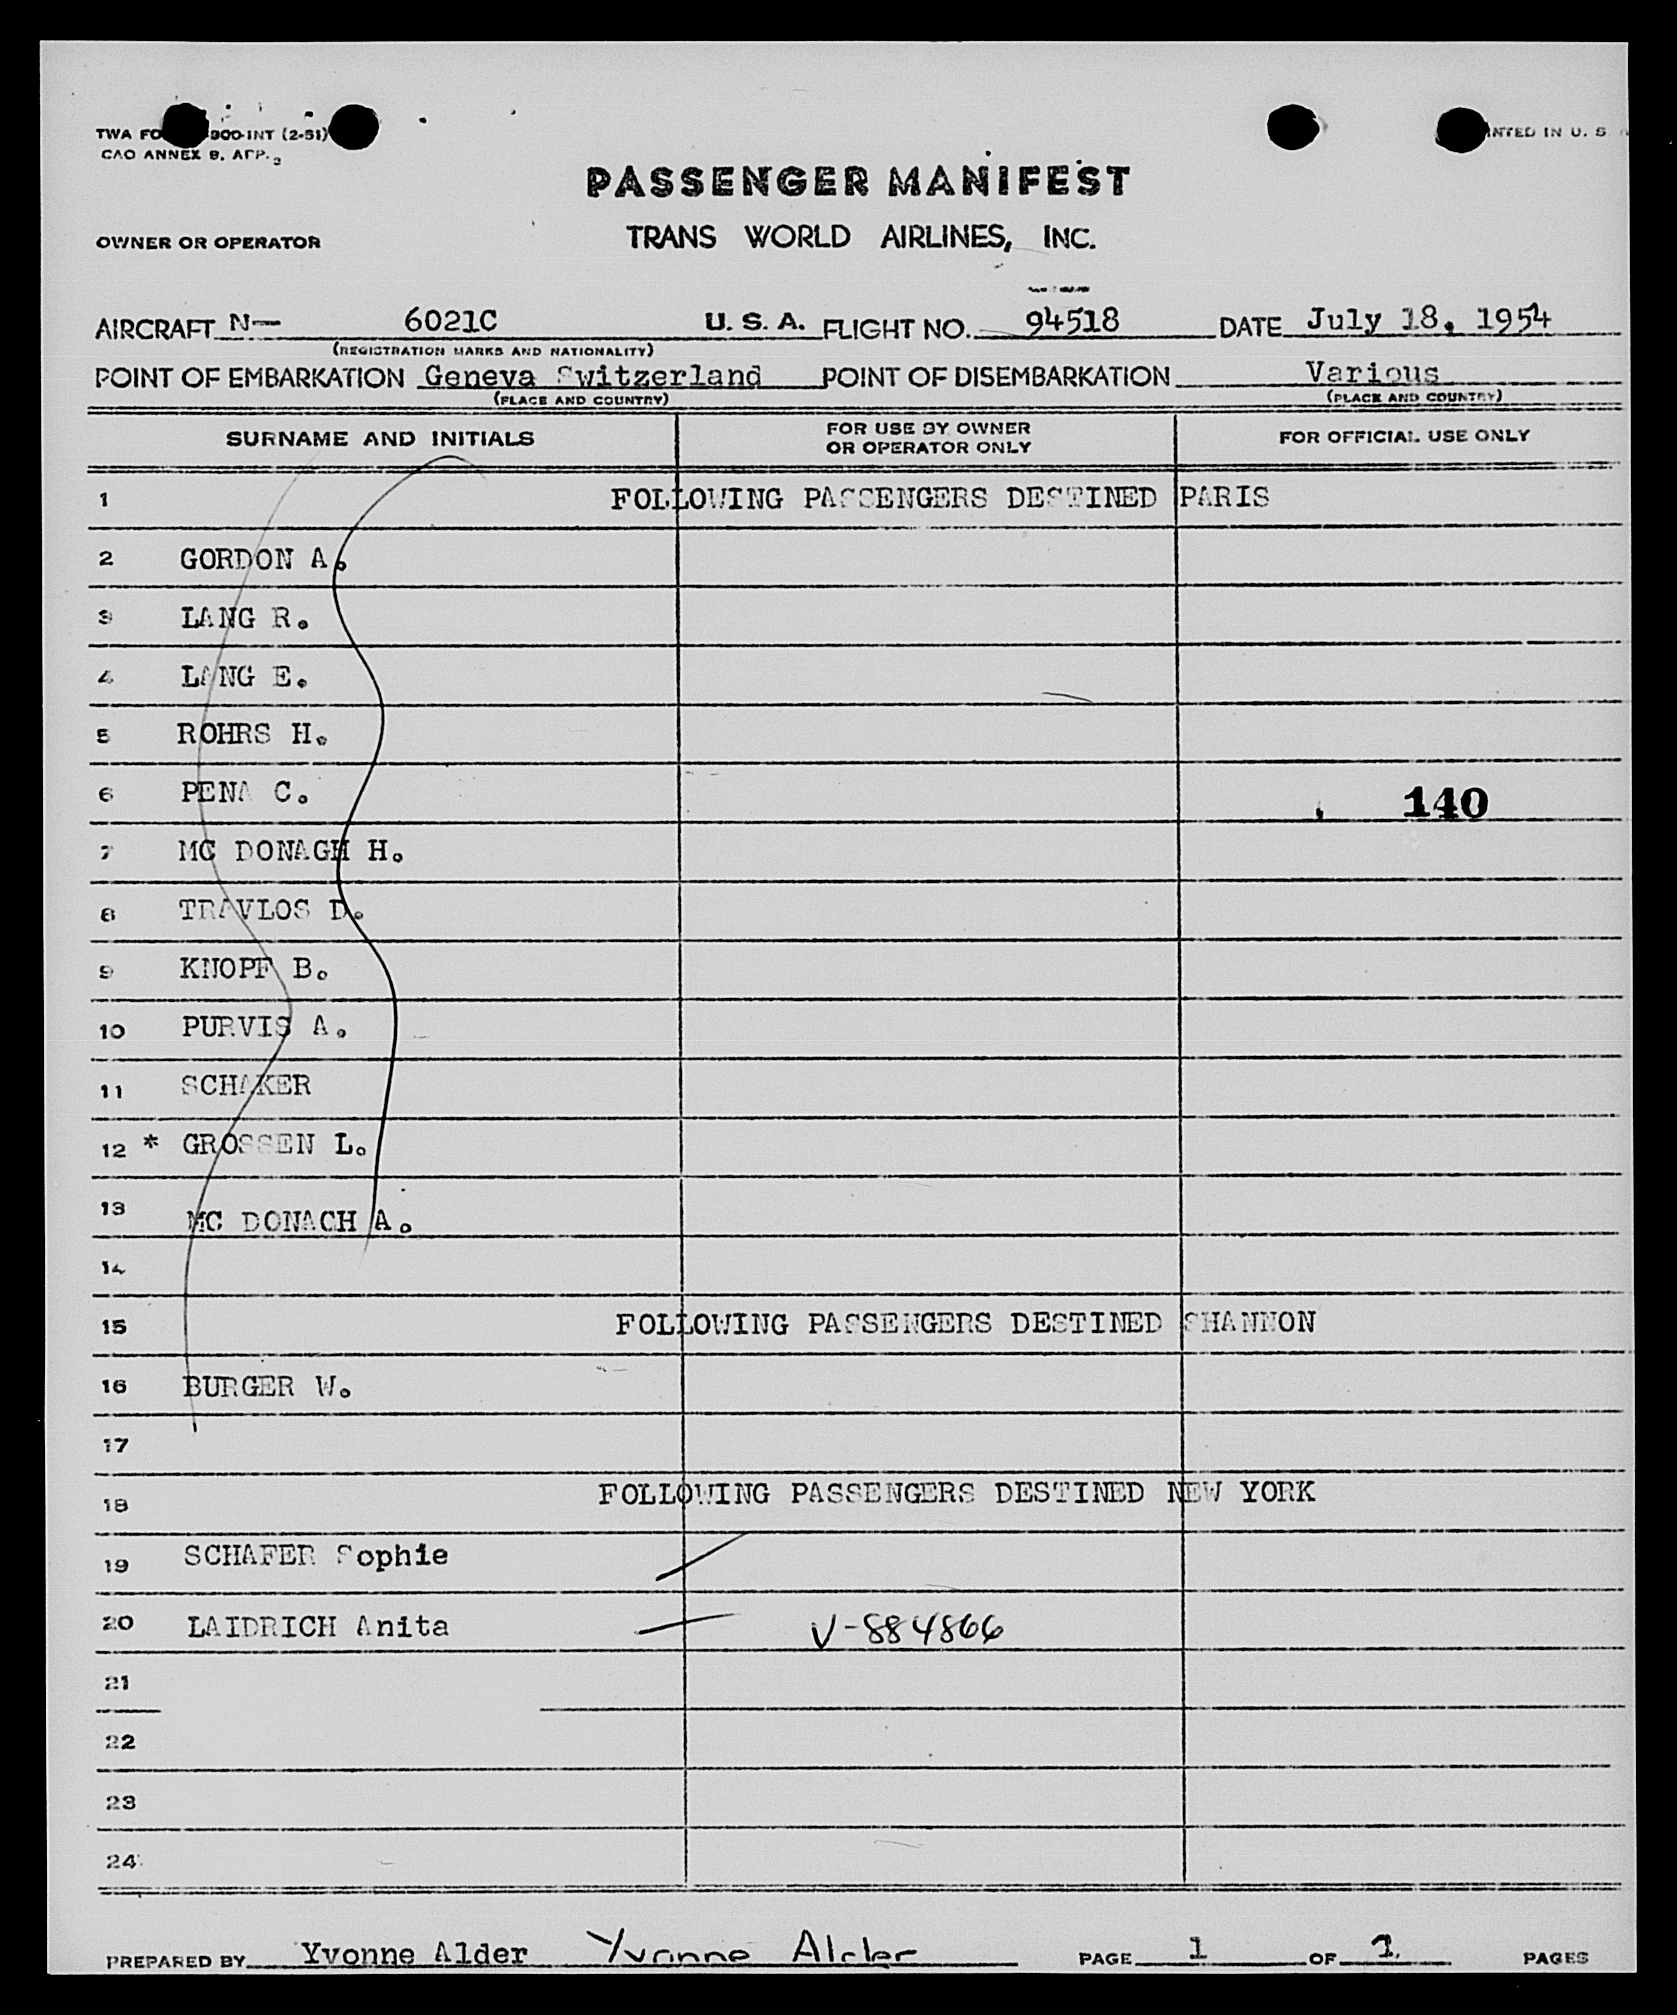 TWA FO 300-INT (2-51)
CAO ANNEX 9, APP. 2
INTED IN U. S
PASSENGER MANIFEST
OWNER OR OPERATOR TRANS WORLD AIRLINES, INC.
AIRCRAFT N— 6021C U. S. A. FLIGHT NO. 94518 DATE July 18, 1954
(REGISTRATION MARKS AND NATIONALITY)
POINT OF EMBARKATION Geneva Switzerland POINT OF DISEMBARKATION Various
(PLACE AND COUNTRY) (PLACE AND COUNTRY)
SURNAME AND INITIALS FOR USE BY OWNER OR OPERATOR ONLY FOR OFFICIAL USE ONLY
1 FOLLOWING PASSENGERS DESTINED PARIS
2 GORDON A.
3 LANG R.
4 LANG E.
5 ROHRS H.
6 PENA C. 140
7 MC DONAGH H.
8 TRAVLOS D.
9 KNOPF B.
10 PURVIS A.
11 SCHAKER
12 * GROSSEN L.
13 MC DONACH A.
14
15 FOLLOWING PASSENGERS DESTINED SHANNON
16 BURGER W.
17
18 FOLLOWING PASSENGERS DESTINED NEW YORK
19 SCHAFER Sophie
20 LAIDRICH Anita V-884866
21
22
23
24
PREPARED BY Yvonne Alder Yvonne Alder PAGE 1 OF 1 PAGES